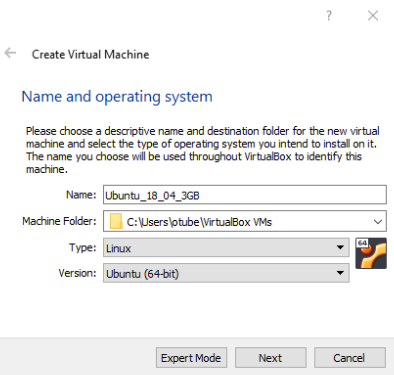 ?
Create Virtual Machine
Name and operating system
Please choose a descriptive name and destination folder for the new virtual
machine and select the type of operating system you intend to install on it.
The name you choose will be used throughout VirtualBox to identify this
machine.
Name: Ubuntu_18_04_3GB
Machine Folder: C:\Users\otube\VirtualBox VMs
Type: Linux
64
Version: Ubuntu (64-bit)
Expert Mode Next Cancel